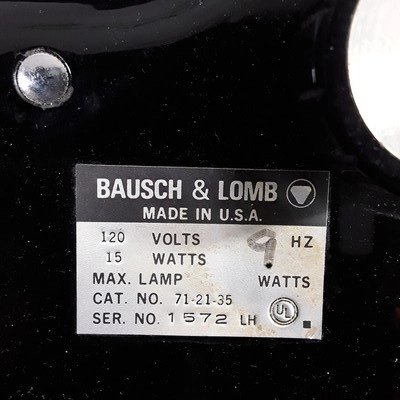 BAUSCH & LOMB
MADE IN U.S.A.
120 VOLTS 9 HZ
15 WATTS
MAX. LAMP WATTS
CAT. NO. 71-21-35
SER. NO. 1572 LH UL